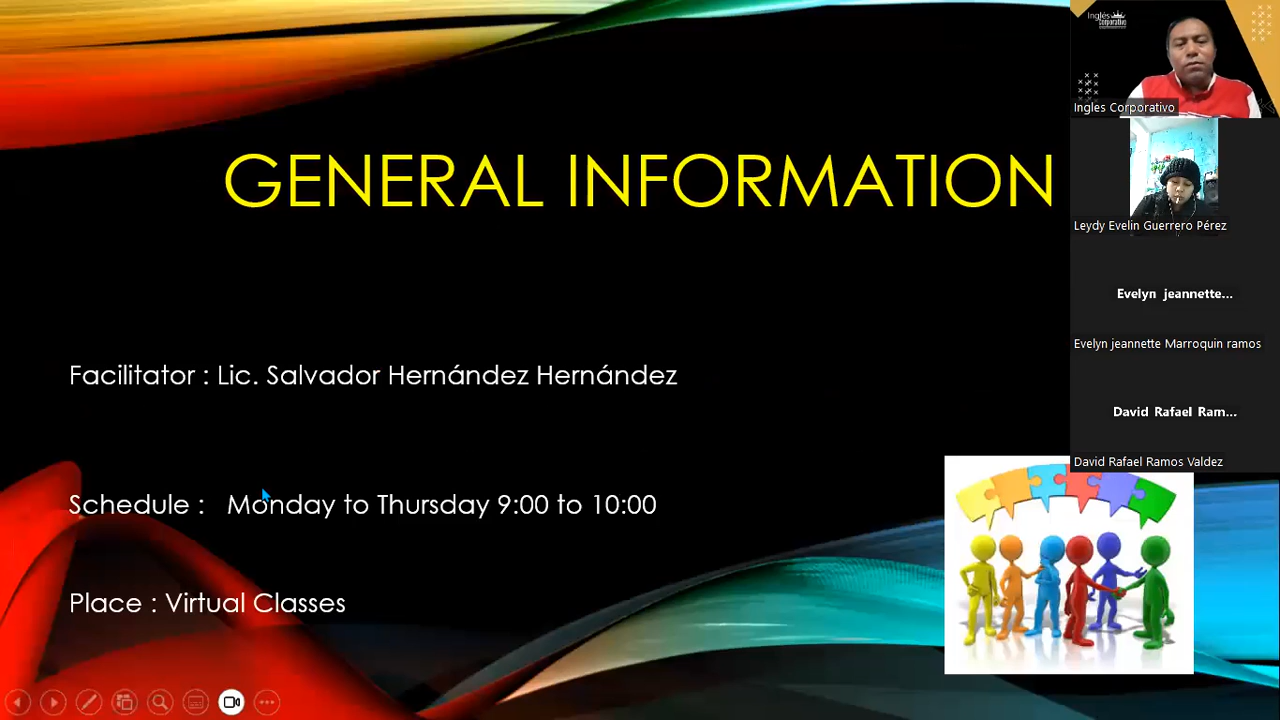 GENERAL INFORMATION
Facilitator : Lic. Salvador Hernández Hernández
Schedule : Monday to Thursday 9:00 to 10:00
Place : Virtual Classes
Inglés
Corporativo
Ingles Corporativo
Leydy Evelin Guerrero Pérez
Evelyn jeannette...
Evelyn jeannette Marroquin ramos
David Rafael Ram...
David Rafael Ramos Valdez